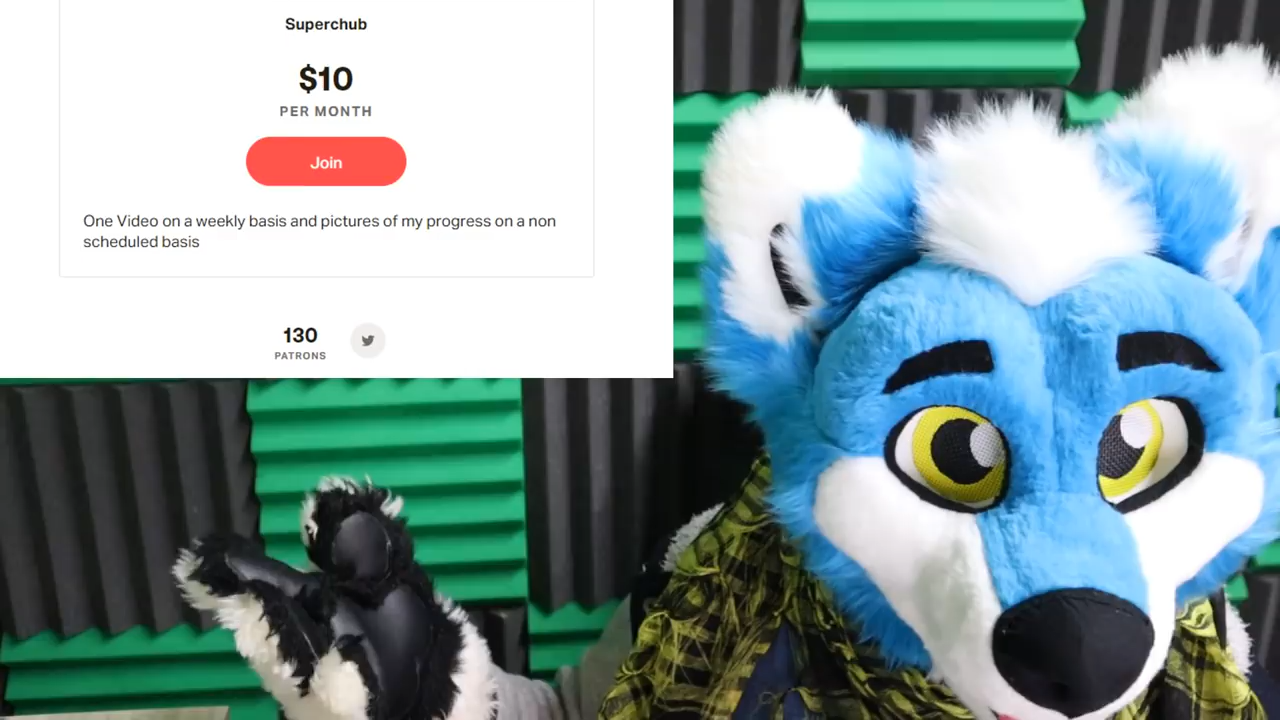 Superchub
$10
PER MONTH
Join
One Video on a weekly basis and pictures of my progress on a non
scheduled basis
130
PATRONS